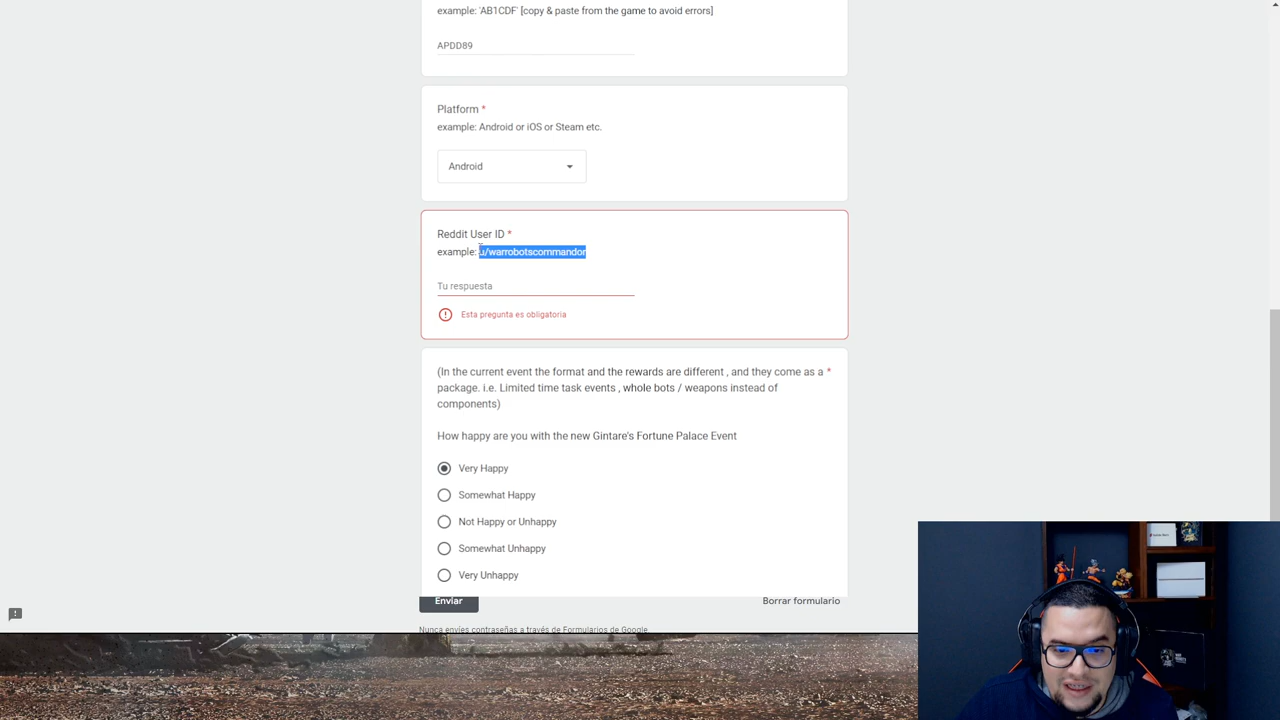 example: 'AB1CDF' [copy & paste from the game to avoid errors]
APDD89
Platform *
example: Android or iOS or Steam etc.
Android
Reddit User ID *
example: u/warrobotscommandor
Tu respuesta
Esta pregunta es obligatoria
(In the current event the format and the rewards are different , and they come as a *
package. i.e. Limited time task events , whole bots / weapons instead of
components)
How happy are you with the new Gintare's Fortune Palace Event
Very Happy
Somewhat Happy
Not Happy or Unhappy
Somewhat Unhappy
Very Unhappy
Enviar
Borrar formulario
Nunca envíes contraseñas a través de Formularios de Google.